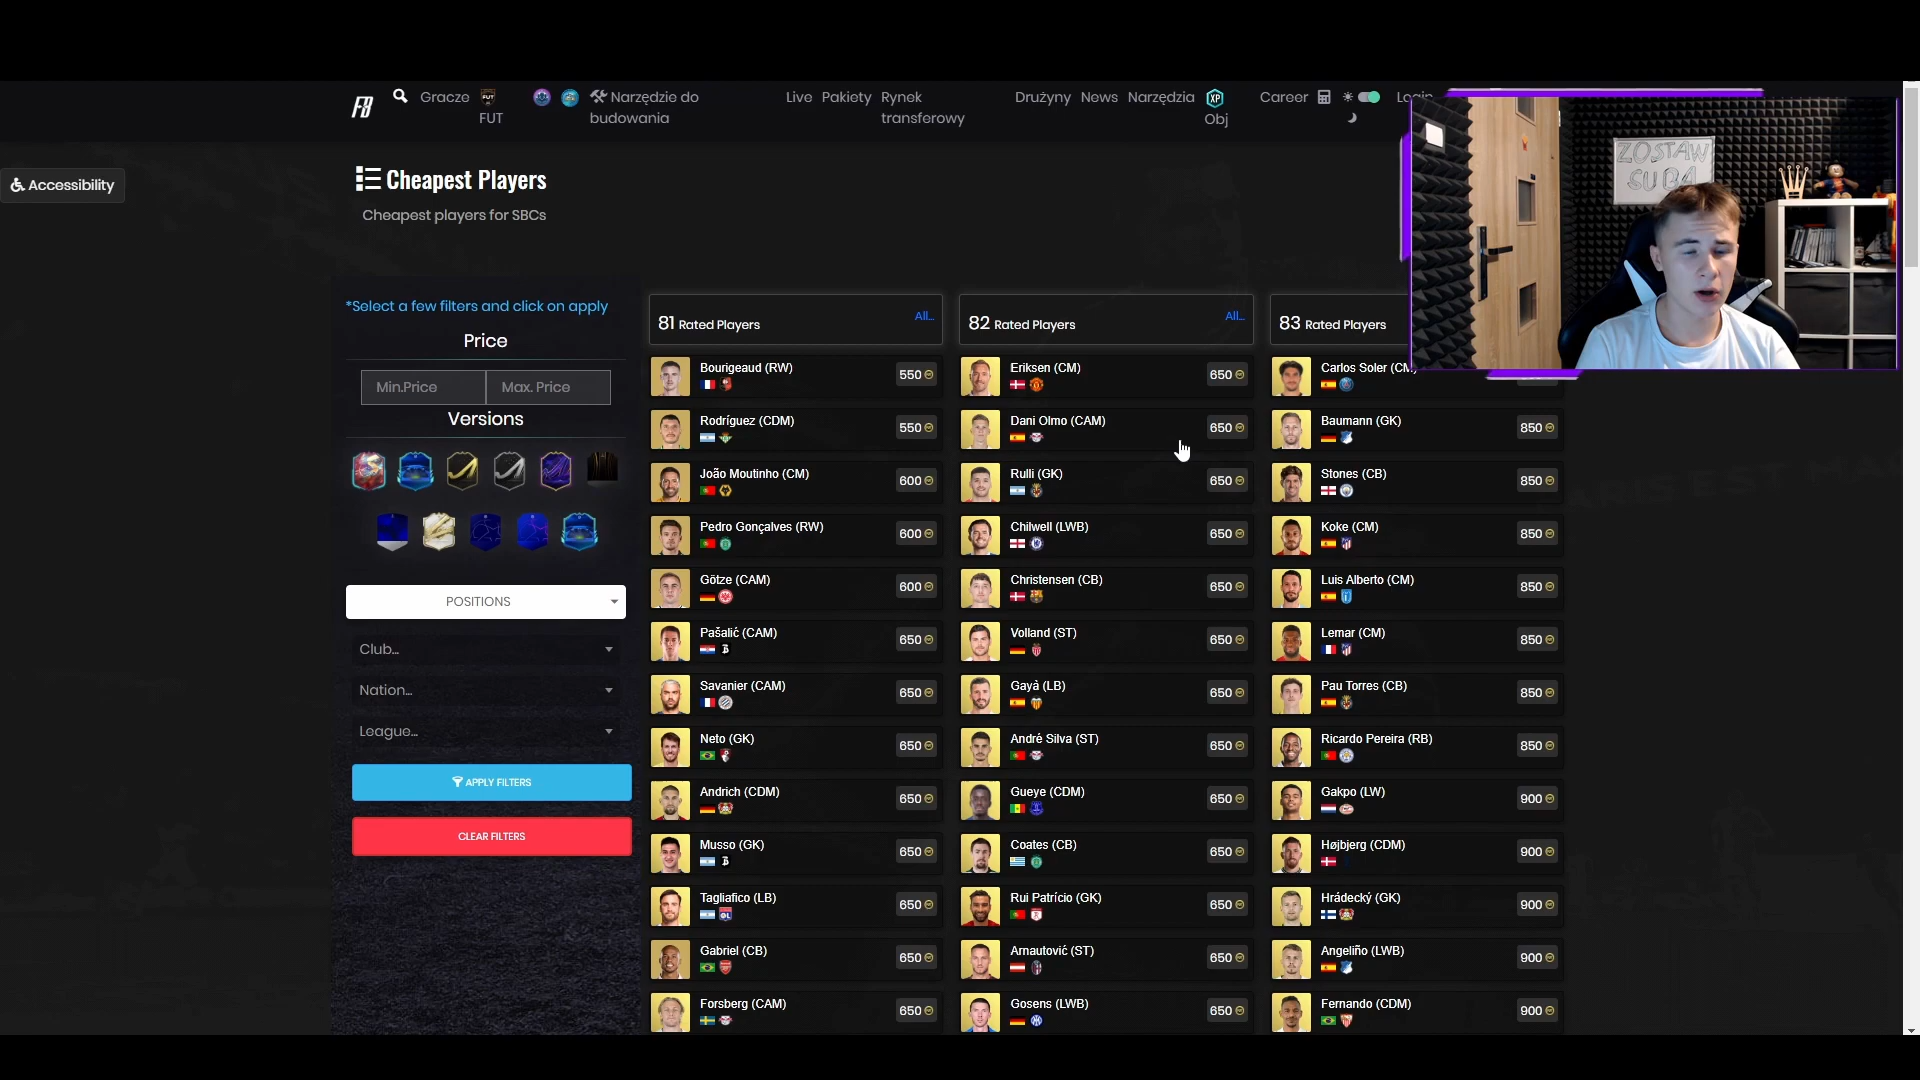 Gracze
FUT
FUT
Narzędzie do
budowania
Live
Pakiety
Rynek
transferowy
Drużyny
News
Narzędzia
XP
Obj
Career
Login
Accessibility
Cheapest Players
Cheapest players for SBCs
ZOSTAW
SUBA
*Select a few filters and click on apply
Price
Min.Price
Max. Price
Versions
POSITIONS
Club...
Nation...
League...
APPLY FILTERS
CLEAR FILTERS
81 Rated Players
All...
Bourigeaud (RW)
550
Rodríguez (CDM)
550
João Moutinho (CM)
600
Pedro Gonçalves (RW)
600
Götze (CAM)
600
Pašalić (CAM)
650
Savanier (CAM)
650
Neto (GK)
650
Andrich (CDM)
650
Musso (GK)
650
Tagliafico (LB)
650
Gabriel (CB)
650
Forsberg (CAM)
650
82 Rated Players
All...
Eriksen (CM)
650
Dani Olmo (CAM)
650
Rulli (GK)
650
Chilwell (LWB)
650
Christensen (CB)
650
Volland (ST)
650
Gayà (LB)
650
André Silva (ST)
650
Gueye (CDM)
650
Coates (CB)
650
Rui Patrício (GK)
650
Arnautović (ST)
650
Gosens (LWB)
650
83 Rated Players
Carlos Soler (CM)
Baumann (GK)
850
Stones (CB)
850
Koke (CM)
850
Luis Alberto (CM)
850
Lemar (CM)
850
Pau Torres (CB)
850
Ricardo Pereira (RB)
850
Gakpo (LW)
900
Højbjerg (CDM)
900
Hrádecký (GK)
900
Angeliño (LWB)
900
Fernando (CDM)
900